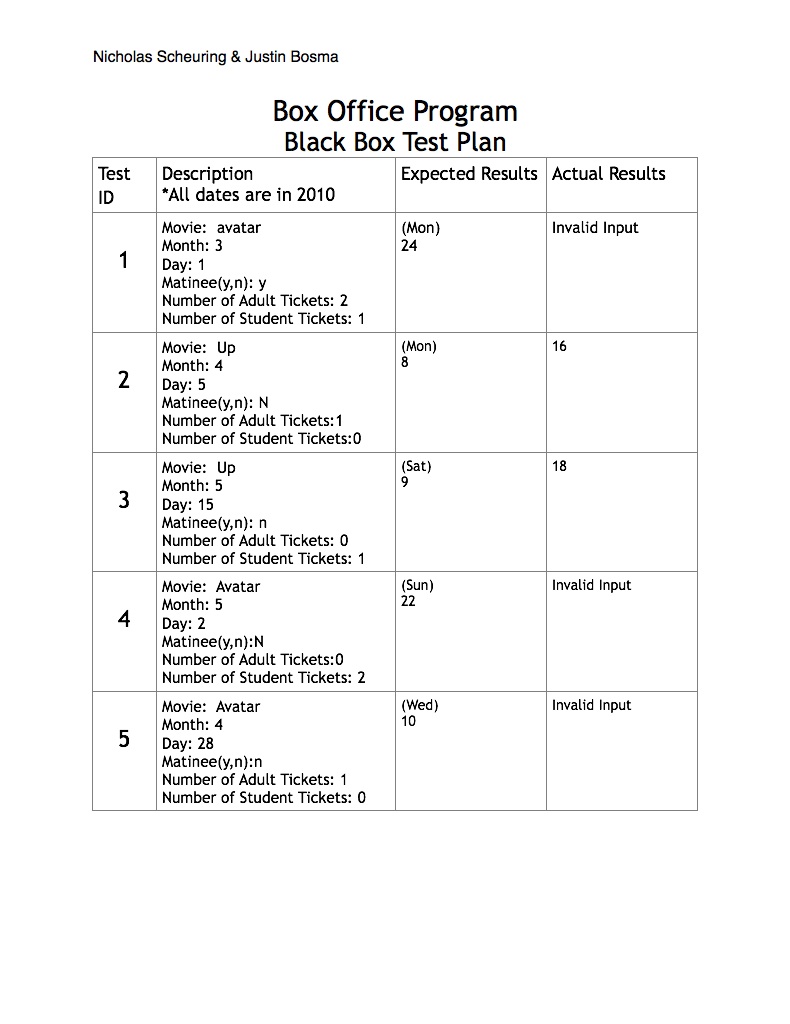 Nicholas Scheuring & Justin Bosma
Box Office Program
Black Box Test Plan
Test ID
Description
*All dates are in 2010
Expected Results
Actual Results
1
Movie:  avatar
Month: 3
Day: 1
Matinee(y,n): y
Number of Adult Tickets: 2
Number of Student Tickets: 1
(Mon)
24
Invalid Input
2
Movie:  Up
Month: 4
Day: 5
Matinee(y,n): N
Number of Adult Tickets:1
Number of Student Tickets:0
(Mon)
8
16
3
Movie:  Up
Month: 5
Day: 15
Matinee(y,n): n
Number of Adult Tickets: 0
Number of Student Tickets: 1
(Sat)
9
18
4
Movie:  Avatar
Month: 5
Day: 2
Matinee(y,n):N
Number of Adult Tickets:0
Number of Student Tickets: 2
(Sun)
22
Invalid Input
5
Movie:  Avatar
Month: 4
Day: 28
Matinee(y,n):n
Number of Adult Tickets: 1
Number of Student Tickets: 0
(Wed)
10
Invalid Input